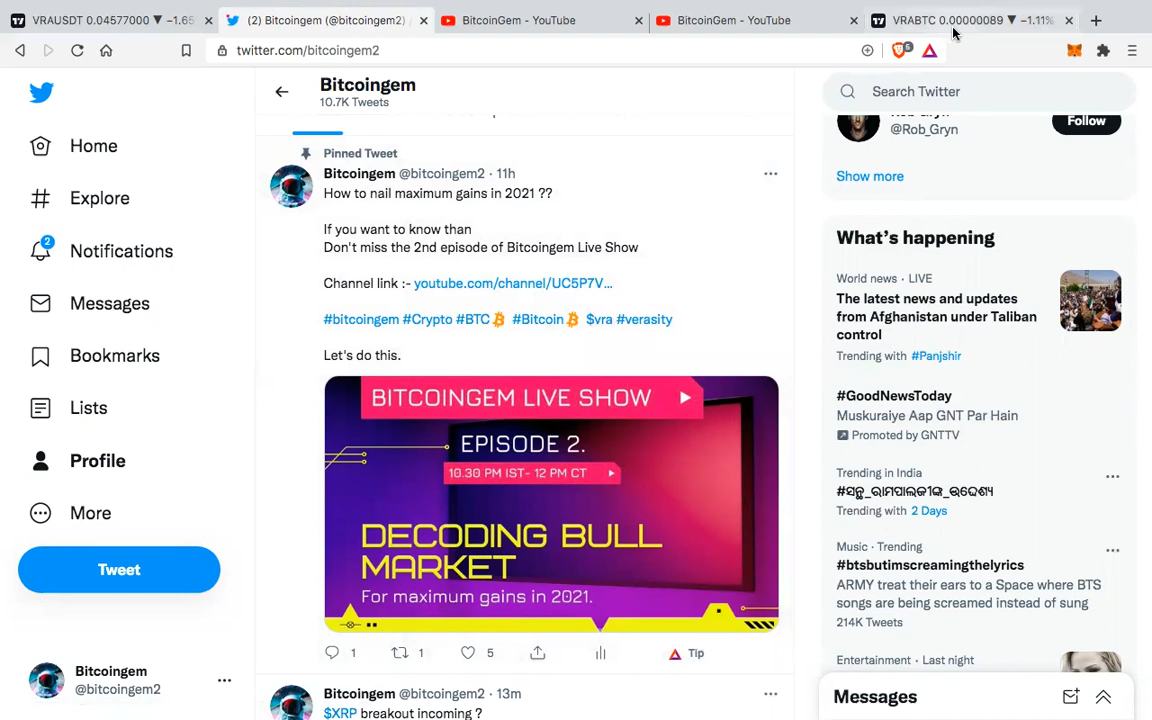 VRAUSDT 0.04577000 ▼ −1.65
(2) Bitcoingem (@bitcoingem2)
BitcoinGem - YouTube
BitcoinGem - YouTube
VRABTC 0.00000089 ▼ −1.11%
twitter.com/bitcoingem2
6
Home
Explore
2
Notifications
Messages
Bookmarks
Lists
Profile
More
Tweet
Bitcoingem
@bitcoingem2
Bitcoingem
10.7K Tweets
Pinned Tweet
Bitcoingem @bitcoingem2 · 11h
How to nail maximum gains in 2021 ??
If you want to know than
Don't miss the 2nd episode of Bitcoingem Live Show
Channel link :- youtube.com/channel/UC5P7V…
#bitcoingem #Crypto #BTC #Bitcoin $vra #verasity
Let's do this.
BITCOINGEM LIVE SHOW
EPISODE 2.
10.30 PM IST- 12 PM CT
DECODING BULL
MARKET
For maximum gains in 2021.
1 1 5 Tip
Bitcoingem @bitcoingem2 · 13m
$XRP breakout incoming ?
Search Twitter
@Rob_Gryn
Follow
Show more
What's happening
World news · LIVE
The latest news and updates
from Afghanistan under Taliban
control
Trending with #Panjshir
#GoodNewsToday
Muskuraiye Aap GNT Par Hain
Promoted by GNTTV
Trending in India
#ସନ୍ଥ_ରାମପାଲଜୀଙ୍କ_ଉଦ୍ଦେଶ୍ୟ
Trending with 2 Days
Music · Trending
#btsbutimscreamingthelyrics
ARMY treat their ears to a Space where BTS
songs are being screamed instead of sung
214K Tweets
Entertainment · Last night
Messages